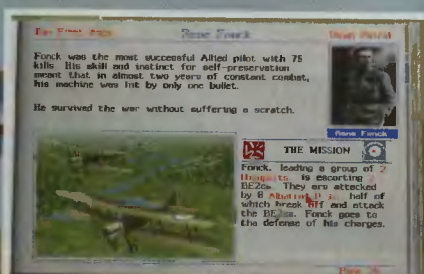 Rene Fonck
Fonck was the most successful Allied pilot with 75
kills. His skill and instinct for self-preservation
meant that in almost two years of constant combat,
his machine was hit by only one bullet.
He survived the war without suffering a scratch.
Rene Fonck
THE MISSION
Fonck, leading a group of 2
is escorting
BE2cs. They are attacked
by 8 Albatros D half of
which break off and attack
the BE2cs. Fonck goes to
the defense of his charges.